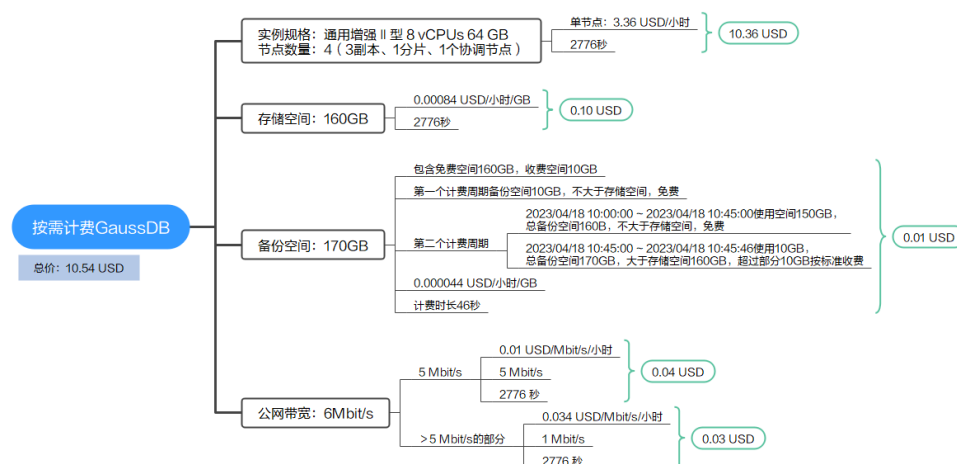 按需计费GaussDB
总价：10.54 USD
实例规格：通用增强 II 型 8 vCPUs 64 GB
节点数量：4（3副本、1分片、1个协调节点）
单节点：3.36 USD/小时
2776秒
10.36 USD
存储空间：160GB
0.00084 USD/小时/GB
2776秒
0.10 USD
备份空间：170GB
包含免费空间160GB，收费空间10GB
第一个计费周期备份空间10GB，不大于存储空间，免费
第二个计费周期
2023/04/18 10:00:00 ~ 2023/04/18 10:45:00使用空间150GB，
总备份空间160B，不大于存储空间，免费
2023/04/18 10:45:00 ~ 2023/04/18 10:45:46使用10GB，
总备份空间170GB，大于存储空间160GB，超过部分10GB按标准收费
0.000044 USD/小时/GB
计费时长46秒
0.01 USD
公网带宽：6Mbit/s
5 Mbit/s
0.01 USD/Mbit/s/小时
5 Mbit/s
2776 秒
0.04 USD
＞5 Mbit/s的部分
0.034 USD/Mbit/s/小时
1 Mbit/s
2776 秒
0.03 USD